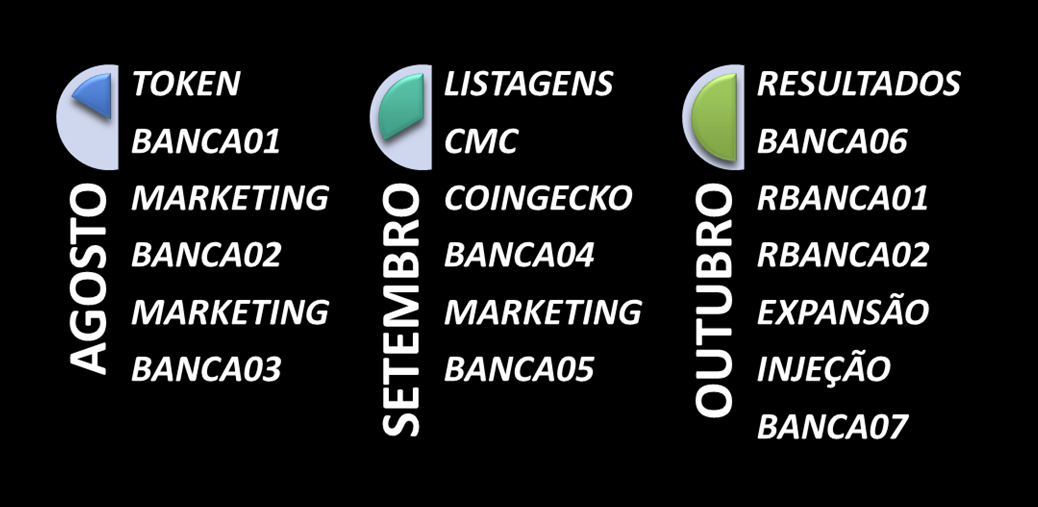 AGOSTO
TOKEN
BANCA01
MARKETING
BANCA02
MARKETING
BANCA03
SETEMBRO
LISTAGENS
CMC
COINGECKO
BANCA04
MARKETING
BANCA05
OUTUBRO
RESULTADOS
BANCA06
RBANCA01
RBANCA02
EXPANSÃO
INJEÇÃO
BANCA07